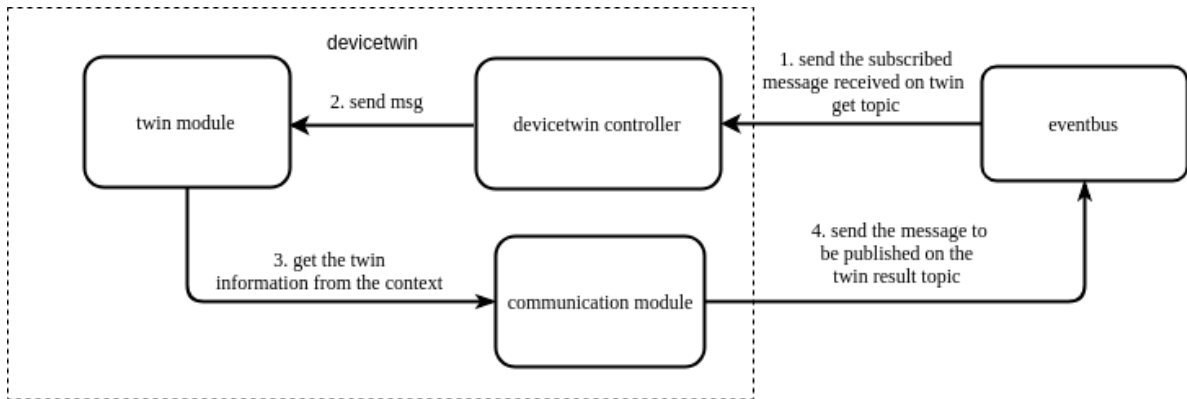 devicetwin
twin module
2. send msg
devicetwin controller
1. send the subscribed
message received on twin
get topic
eventbus
3. get the twin
information from the context
communication module
4. send the message to
be published on the
twin result topic